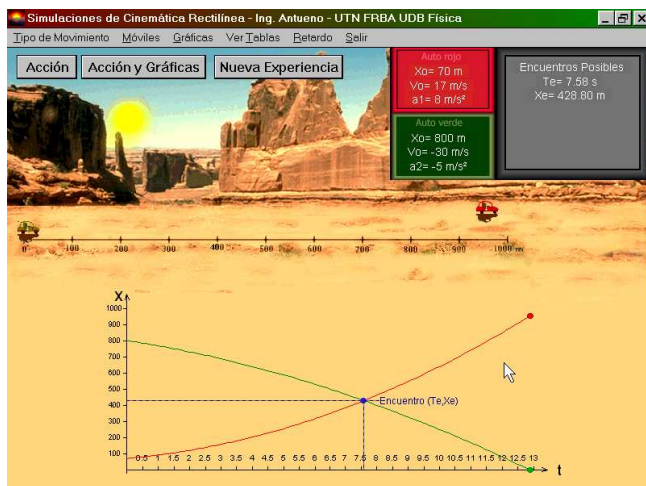 Simulaciones de Cinemática Rectilínea - Ing. Antueno - UTN FRBA UDB Física
Tipo de Movimiento Móviles Gráficas Ver Tablas Retardo Salir
Acción Acción y Gráficas Nueva Experiencia
Auto rojo
Xo= 70 m
Vo= 17 m/s
a1= 8 m/s²
Auto verde
Xo= 800 m
Vo= -30 m/s
a2= -5 m/s²
Encuentros Posibles
Te= 7.58 s
Xe= 428.80 m
0 100 200 300 400 500 600 700 800 900 1000 m
X
1000
900
800
700
600
500
400
300
200
100
Encuentro (Te,Xe)
0.5 1 1.5 2 2.5 3 3.5 4 4.5 5 5.5 6 6.5 7 7.5 8 8.5 9 9.5 10 10.5 11 11.5 12 12.5 13
t